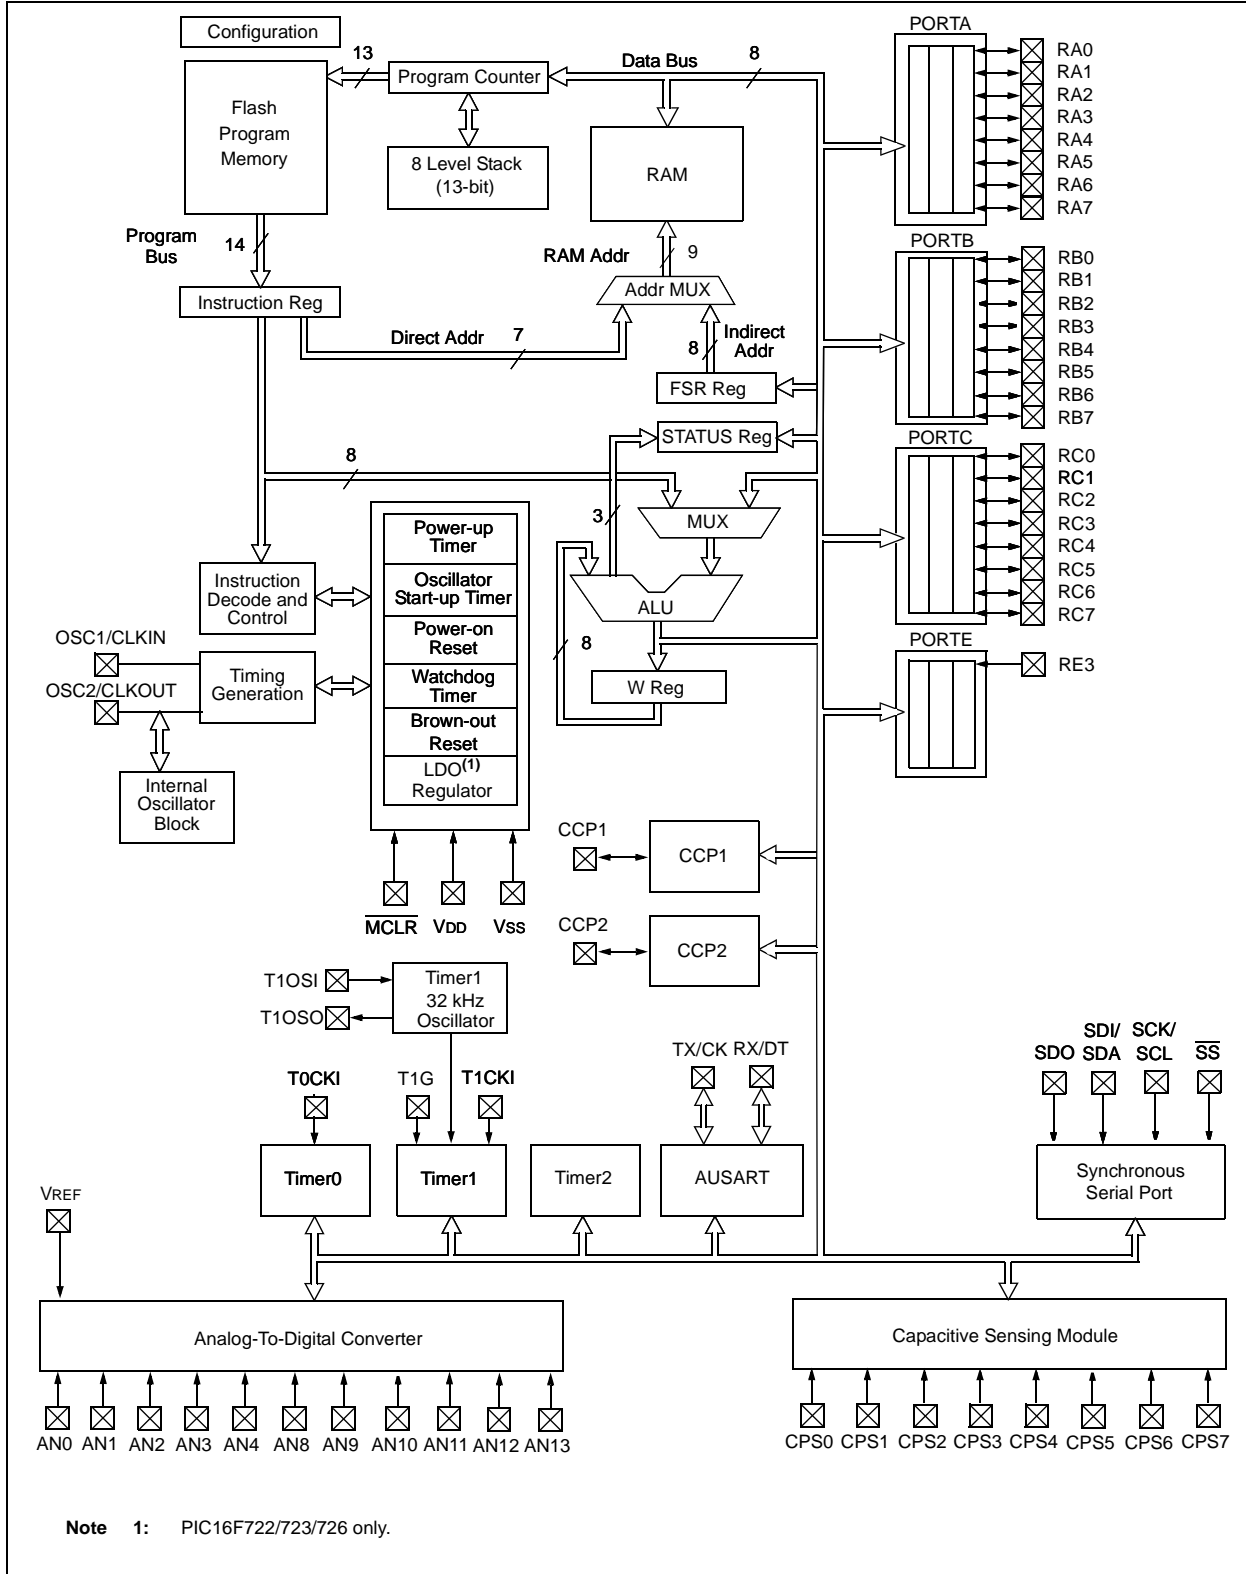 Configuration
PORTA
13
Data Bus
8
Program Counter
Flash
Program
Memory
8 Level Stack
(13-bit)
RAM
RA0
RA1
RA2
RA3
RA4
RA5
RA6
RA7
Program
Bus
14
RAM Addr
9
PORTB
Instruction Reg
Addr MUX
Direct Addr
7
8
Indirect
Addr
FSR Reg
RB0
RB1
RB2
RB3
RB4
RB5
RB6
RB7
STATUS Reg
PORTC
8
3
MUX
RC0
RC1
RC2
RC3
RC4
RC5
RC6
RC7
Power-up
Timer
Oscillator
Start-up Timer
Power-on
Reset
Watchdog
Timer
Brown-out
Reset
LDO(1)
Regulator
Instruction
Decode and
Control
ALU
8
W Reg
PORTE
RE3
OSC1/CLKIN
OSC2/CLKOUT
Timing
Generation
Internal
Oscillator
Block
MCLR
VDD
VSS
CCP1
CCP1
CCP2
CCP2
T1OSI
T1OSO
Timer1
32 kHz
Oscillator
T0CKI
T1G
T1CKI
TX/CK
RX/DT
SDO
SDI/
SDA
SCK/
SCL
SS
Timer0
Timer1
Timer2
AUSART
Synchronous
Serial Port
VREF
Analog-To-Digital Converter
Capacitive Sensing Module
AN0
AN1
AN2
AN3
AN4
AN8
AN9
AN10
AN11
AN12
AN13
CPS0
CPS1
CPS2
CPS3
CPS4
CPS5
CPS6
CPS7
Note 1: PIC16F722/723/726 only.